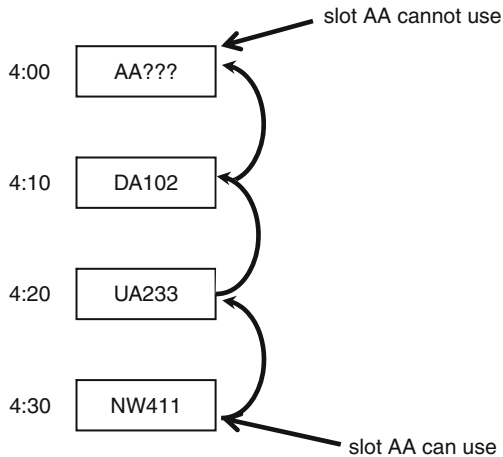 slot AA cannot use
4:00 AA???
4:10 DA102
4:20 UA233
4:30 NW411
slot AA can use